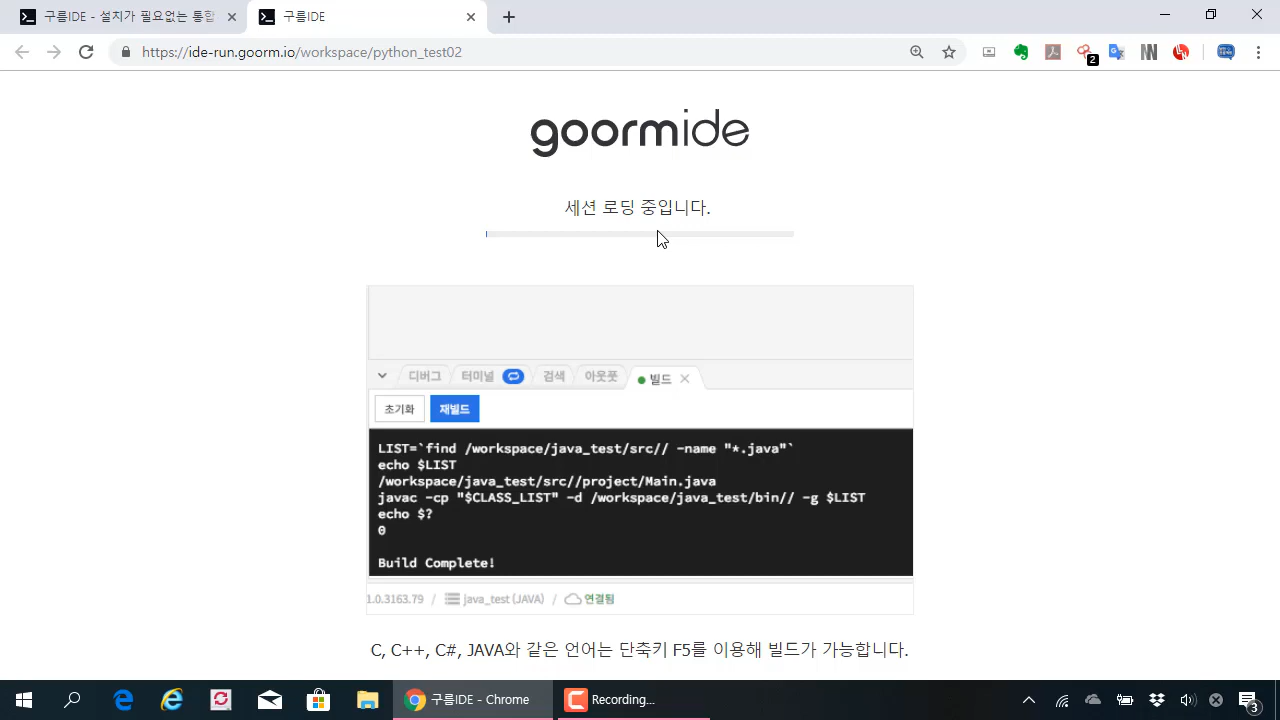 구름IDE - 설치가 필요없는 통합
구름IDE
https://ide-run.goorm.io/workspace/python_test02
2
goormide
세션 로딩 중입니다.
디버그
터미널
검색
아웃풋
빌드
초기화
재빌드
LIST=`find /workspace/java_test/src// -name "*.java"`
echo $LIST
/workspace/java_test/src//project/Main.java
javac -cp "$CLASS_LIST" -d /workspace/java_test/bin// -g $LIST
echo $?
0
Build Complete!
1.0.3163.79 / java_test (JAVA) / 연결됨
C, C++, C#, JAVA와 같은 언어는 단축키 F5를 이용해 빌드가 가능합니다.
구름IDE - Chrome
Recording...
3